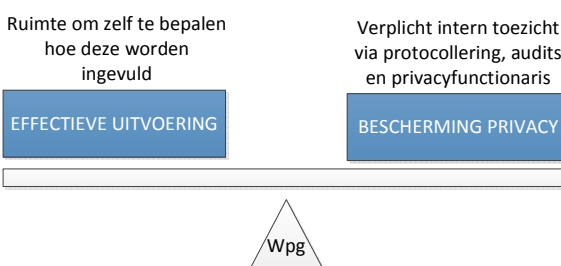 Ruimte om zelf te bepalen
hoe deze worden
ingevuld
EFFECTIEVE UITVOERING
Verplicht intern toezicht
via protocollering, audits
en privacyfunctionaris
BESCHERMING PRIVACY
Wpg